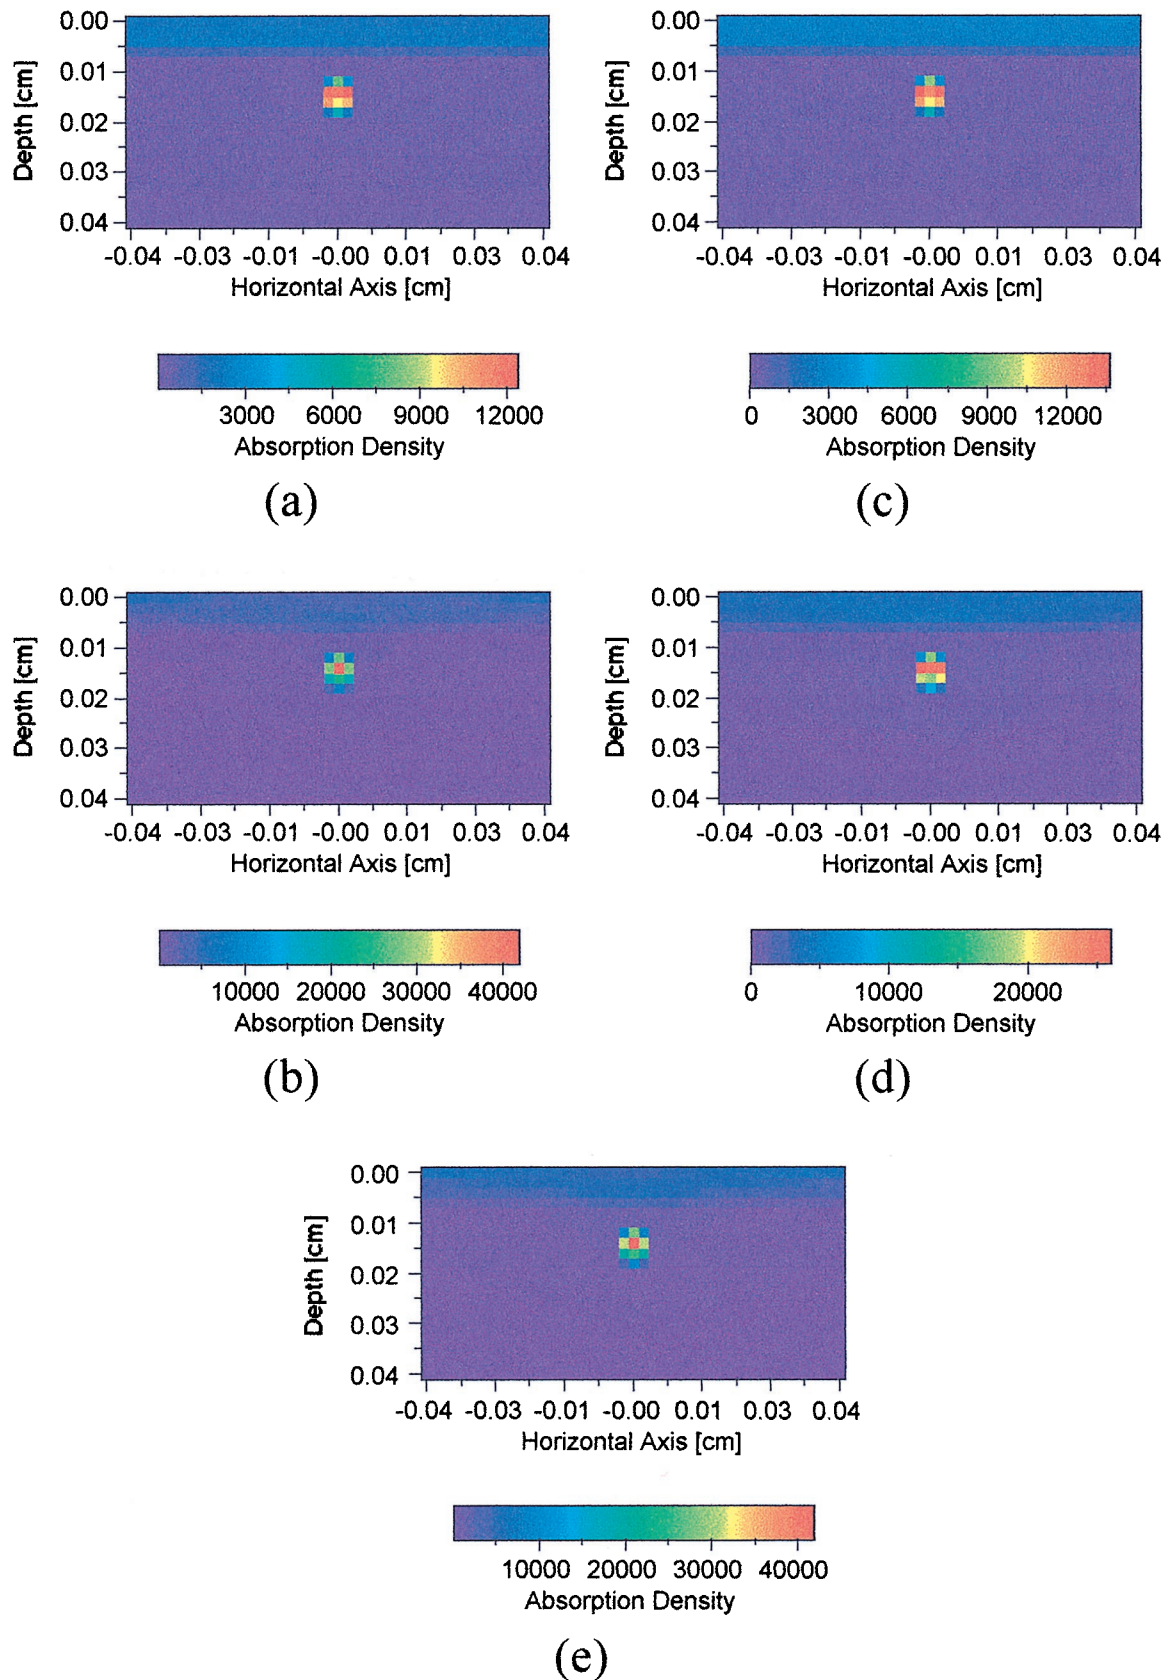 0.00
0.01
0.02
0.03
0.04
Depth [cm]
-0.04 -0.03 -0.01 -0.00 0.01 0.03 0.04
Horizontal Axis [cm]
3000 6000 9000 12000
Absorption Density
(a)
0.00
0.01
0.02
0.03
0.04
Depth [cm]
-0.04 -0.03 -0.01 -0.00 0.01 0.03 0.04
Horizontal Axis [cm]
0 3000 6000 9000 12000
Absorption Density
(c)
0.00
0.01
0.02
0.03
0.04
Depth [cm]
-0.04 -0.03 -0.01 -0.00 0.01 0.03 0.04
Horizontal Axis [cm]
10000 20000 30000 40000
Absorption Density
(b)
0.00
0.01
0.02
0.03
0.04
Depth [cm]
-0.04 -0.03 -0.01 -0.00 0.01 0.03 0.04
Horizontal Axis [cm]
0 10000 20000
Absorption Density
(d)
0.00
0.01
0.02
0.03
0.04
Depth [cm]
-0.04 -0.03 -0.01 -0.00 0.01 0.03 0.04
Horizontal Axis [cm]
10000 20000 30000 40000
Absorption Density
(e)